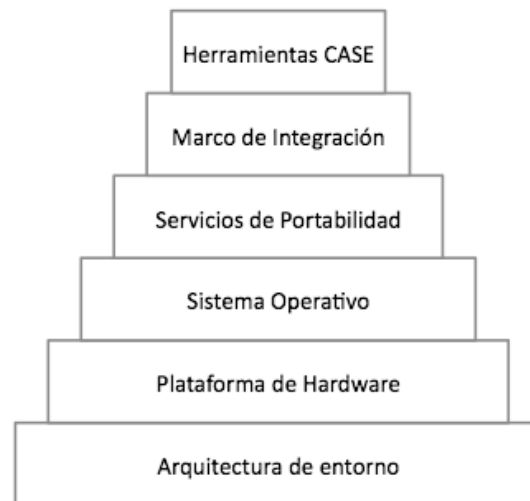 Herramientas CASE
Marco de Integración
Servicios de Portabilidad
Sistema Operativo
Plataforma de Hardware
Arquitectura de entorno